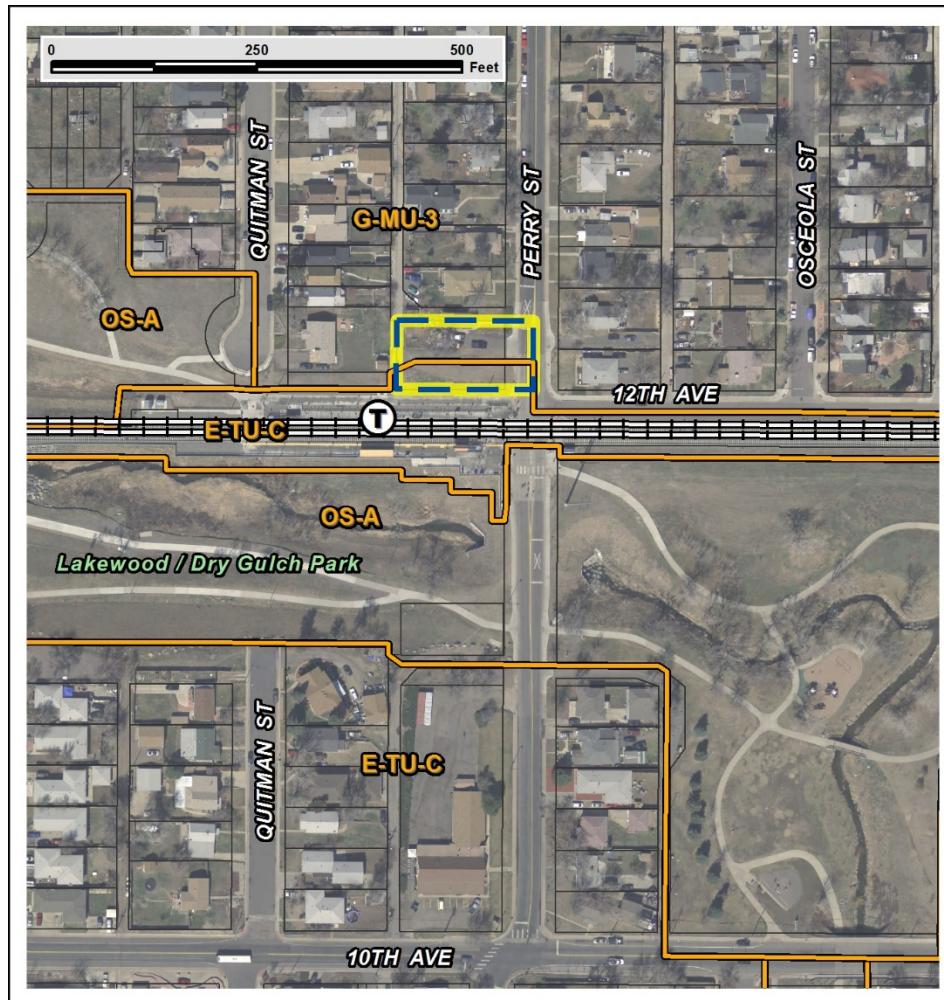 0 250 500
Feet
QUITMAN ST
PERRY ST
OSCEOLA ST
G-MU-3
OS-A
12TH AVE
T
E-TU-C
OS-A
Lakewood / Dry Gulch Park
QUITMAN ST
E-TU-C
10TH AVE